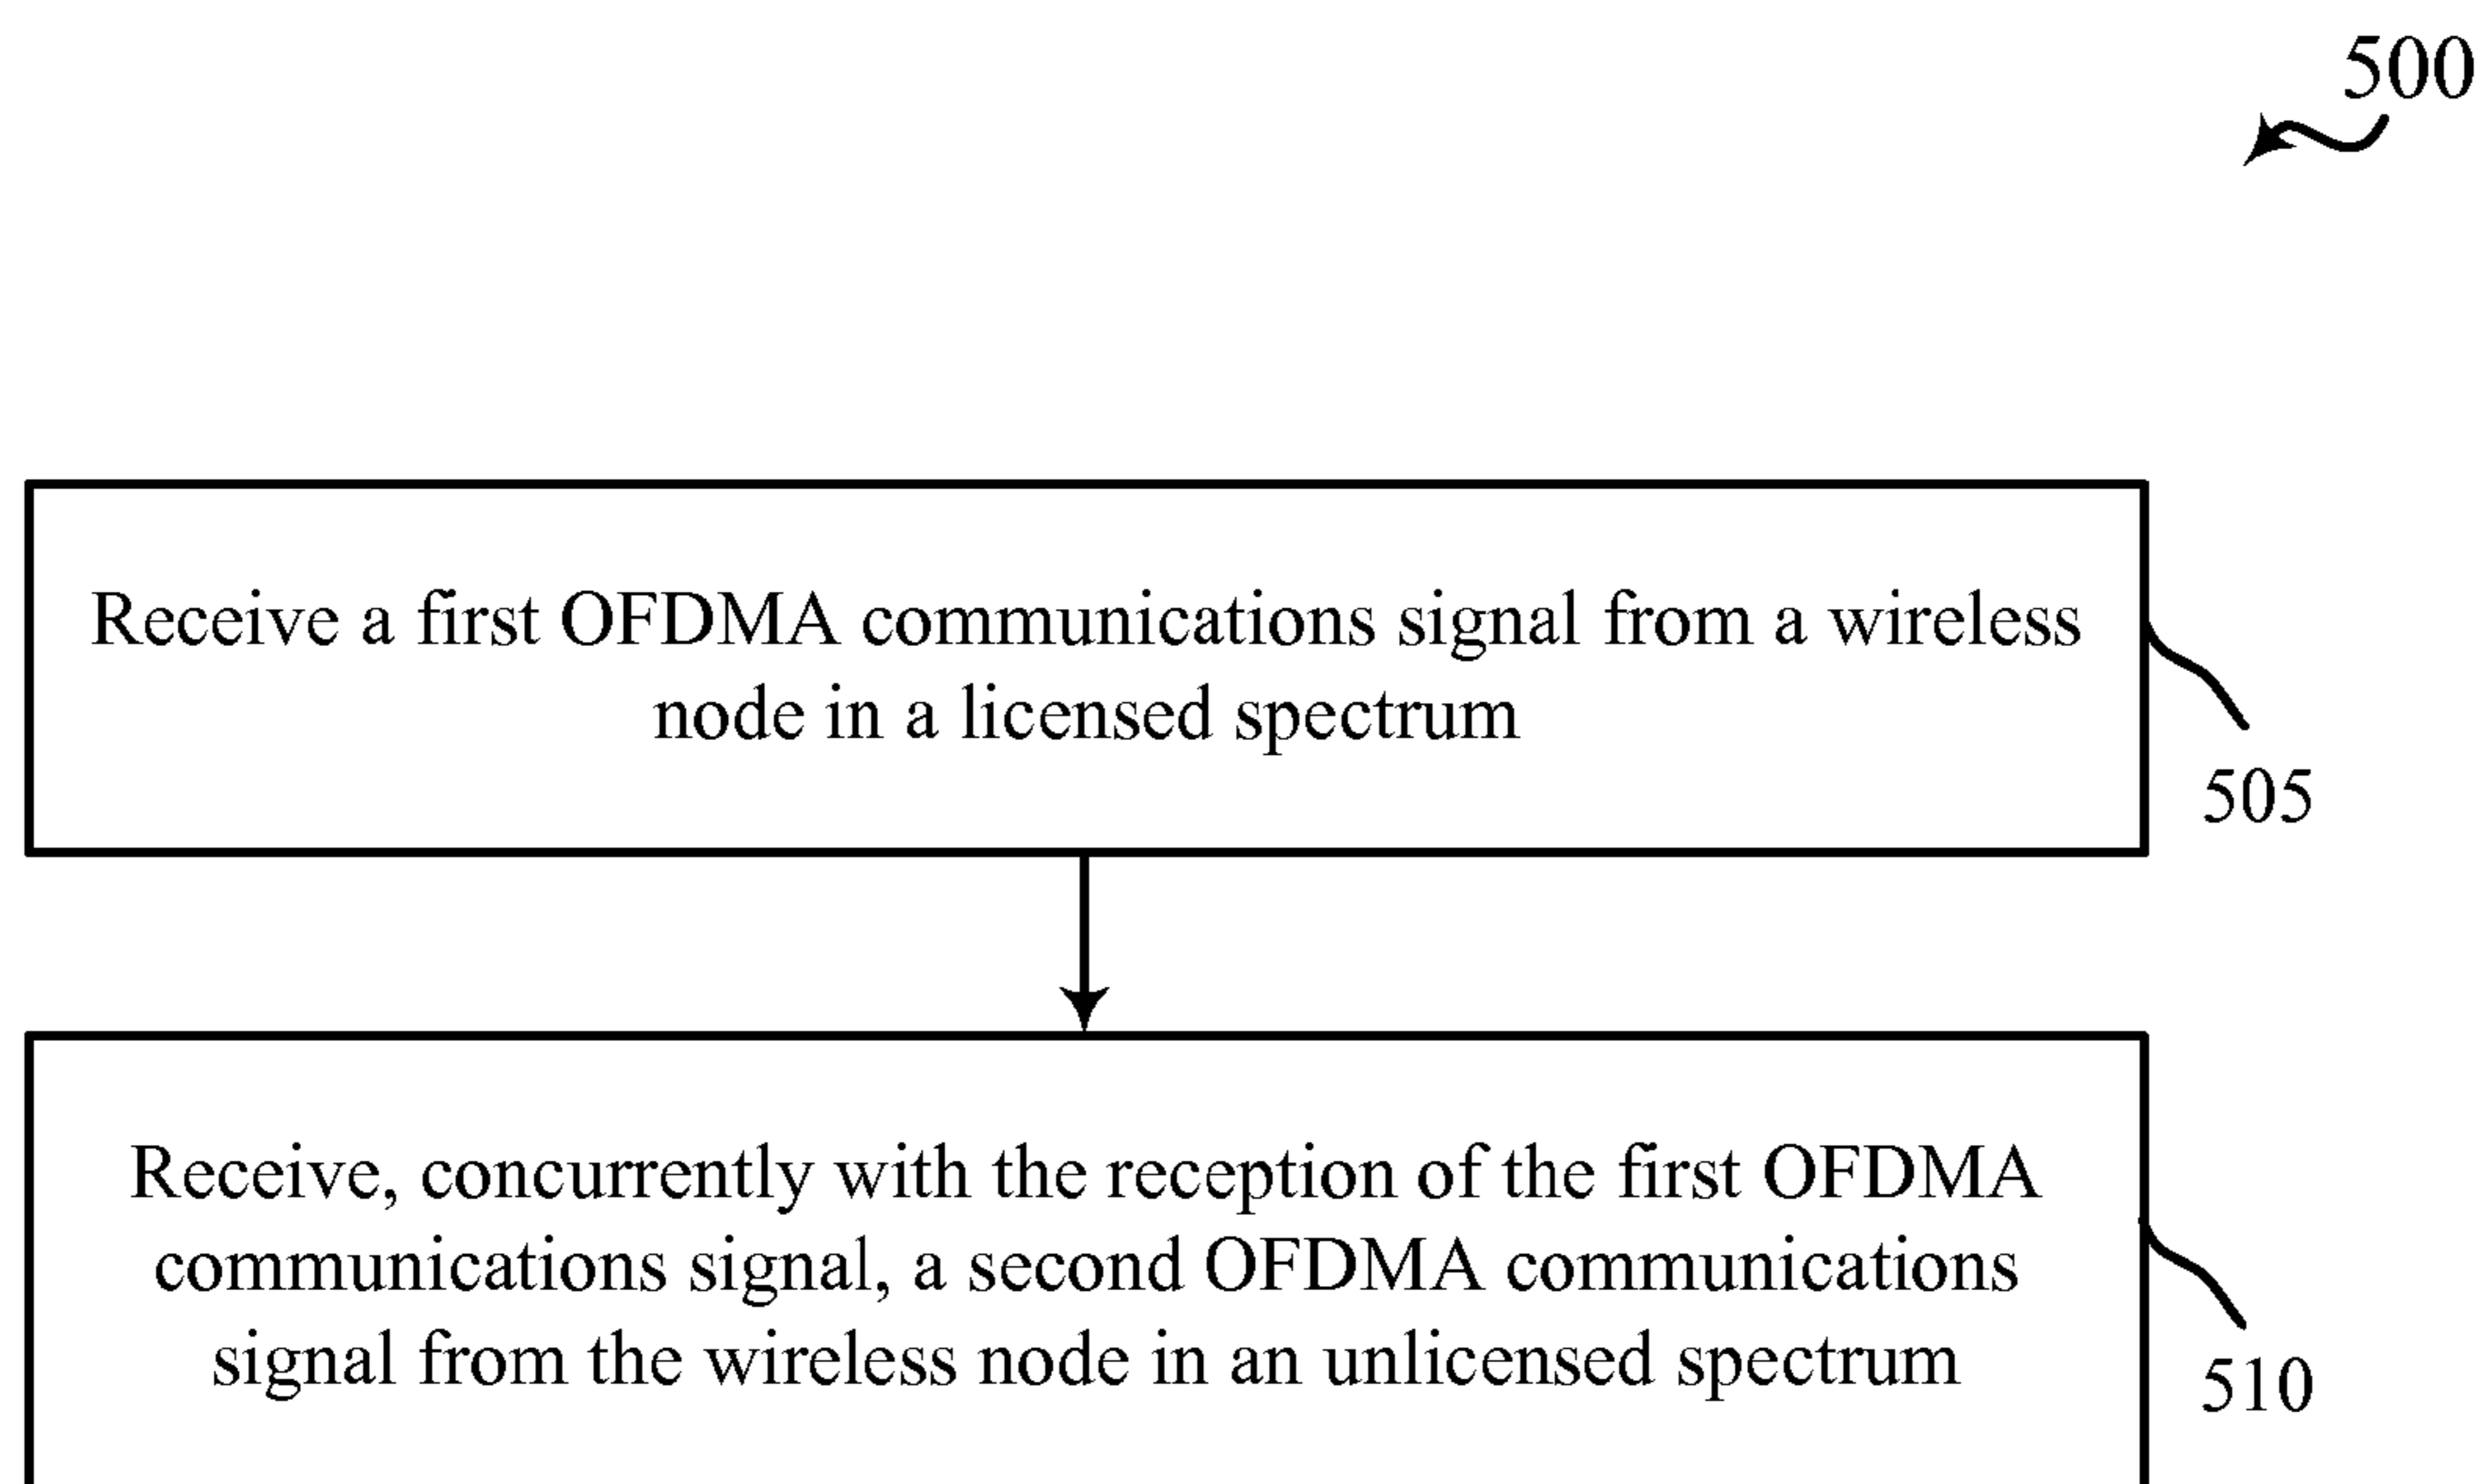 500
Receive a first OFDMA communications signal from a wireless
node in a licensed spectrum
505
Receive, concurrently with the reception of the first OFDMA
communications signal, a second OFDMA communications
signal from the wireless node in an unlicensed spectrum
510